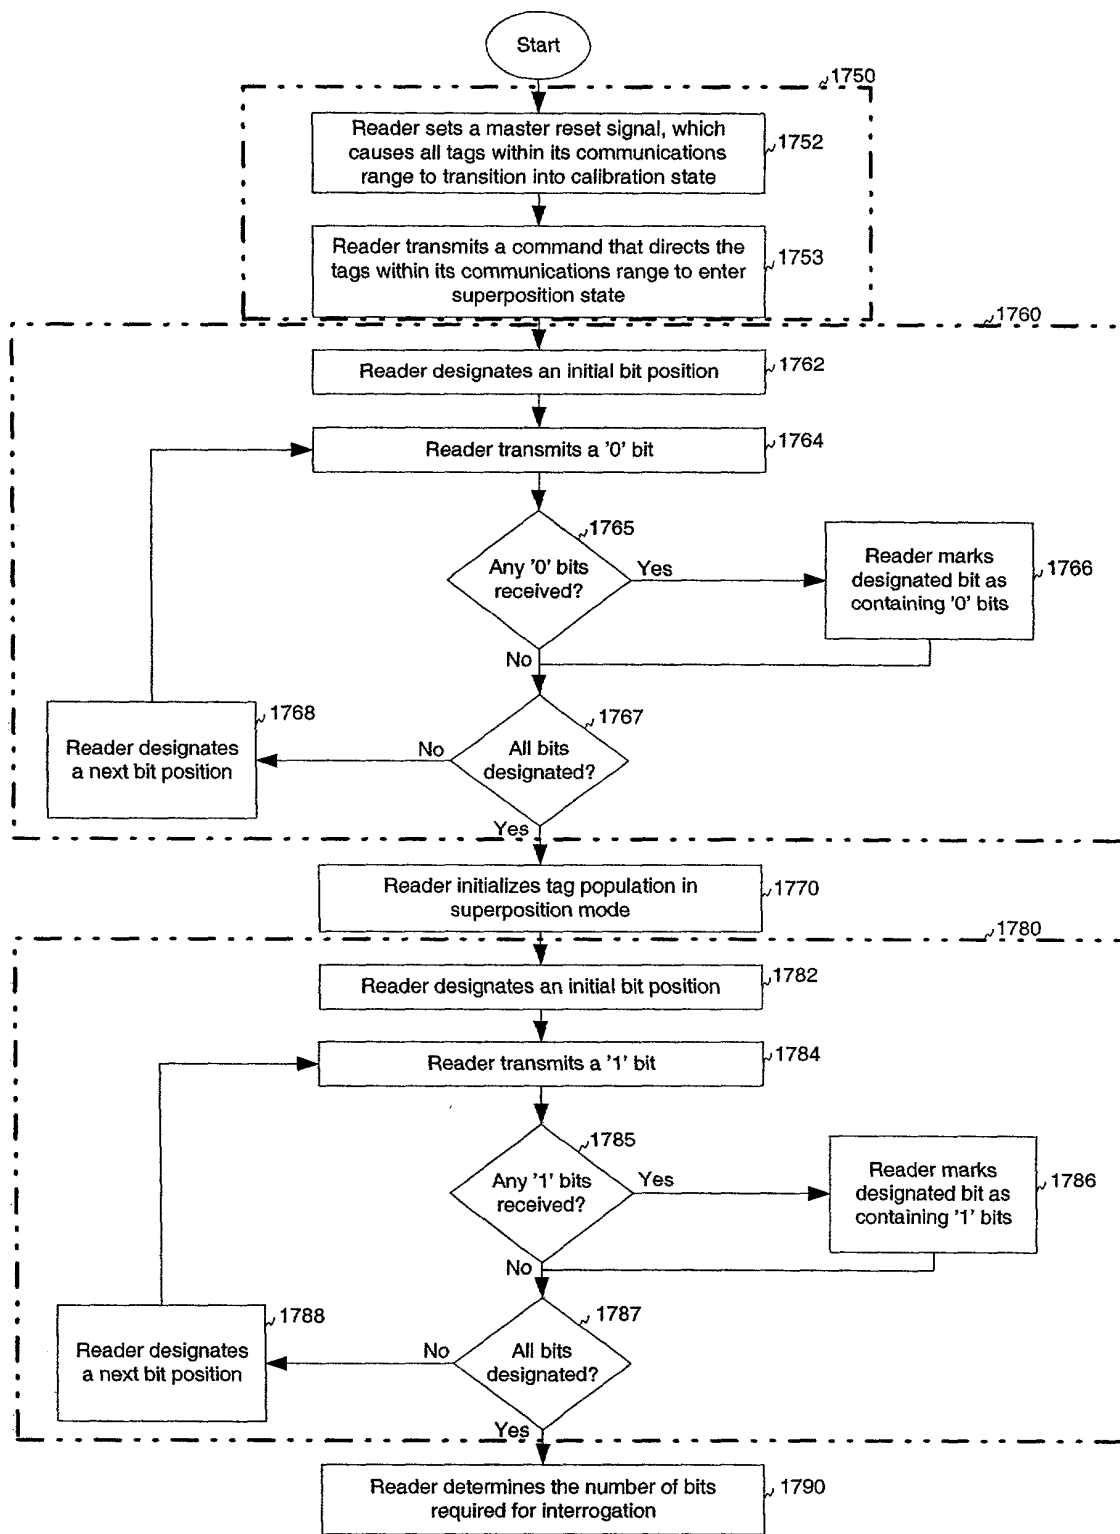 Start
1750
Reader sets a master reset signal, which
causes all tags within its communications
range to transition into calibration state
1752
Reader transmits a command that directs the
tags within its communications range to enter
superposition state
1753
1760
Reader designates an initial bit position
1762
Reader transmits a '0' bit
1764
1765
Any '0' bits
received?
Yes
Reader marks
designated bit as
containing '0' bits
1766
No
1768
Reader designates
a next bit position
1767
All bits
designated?
No
Yes
Reader initializes tag population in
superposition mode
1770
1780
Reader designates an initial bit position
1782
Reader transmits a '1' bit
1784
1785
Any '1' bits
received?
Yes
Reader marks
designated bit as
containing '1' bits
1786
No
1788
Reader designates
a next bit position
1787
All bits
designated?
No
Yes
Reader determines the number of bits
required for interrogation
1790